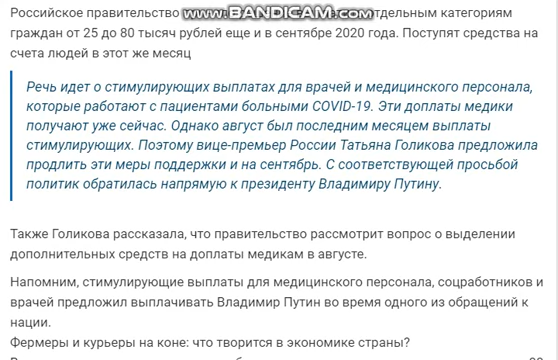 Российское правительство
www.BANDICAM.com
отдельным категориям
граждан от 25 до 80 тысяч рублей еще и в сентябре 2020 года. Поступят средства на
счета людей в этот же месяц
Речь идет о стимулирующих выплатах для врачей и медицинского персонала,
которые работают с пациентами больными COVID-19. Эти доплаты медики
получают уже сейчас. Однако август был последним месяцем выплаты
стимулирующих. Поэтому вице-премьер России Татьяна Голикова предложила
продлить эти меры поддержки и на сентябрь. С соответствующей просьбой
политик обратилась напрямую к президенту Владимиру Путину.
Также Голикова рассказала, что правительство рассмотрит вопрос о выделении
дополнительных средств на доплаты медикам в августе.
Напомним, стимулирующие выплаты для медицинского персонала, соцработников и
врачей предложил выплачивать Владимир Путин во время одного из обращений к
нации.
Фермеры и курьеры на коне: что творится в экономике страны?